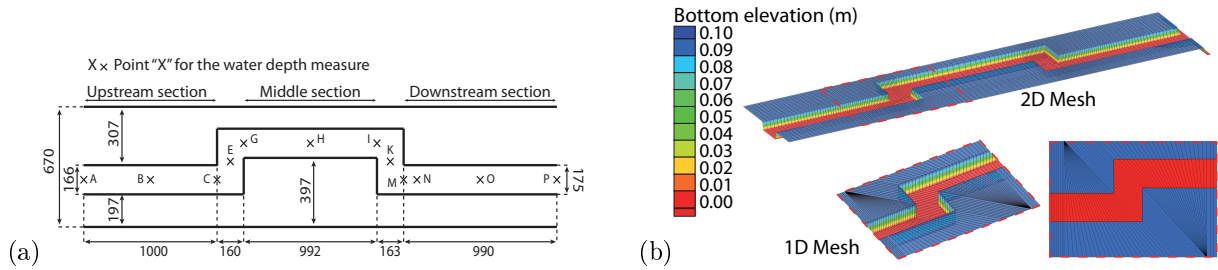 X × Point "X" for the water depth measure
Upstream section
Middle section
Downstream section
670
307
166
197
397
175
A
B
C
E
G
H
I
K
M
N
O
P
1000
160
992
163
990
(a)
Bottom elevation (m)
0.10
0.09
0.08
0.07
0.06
0.05
0.04
0.03
0.02
0.01
0.00
2D Mesh
1D Mesh
(b)